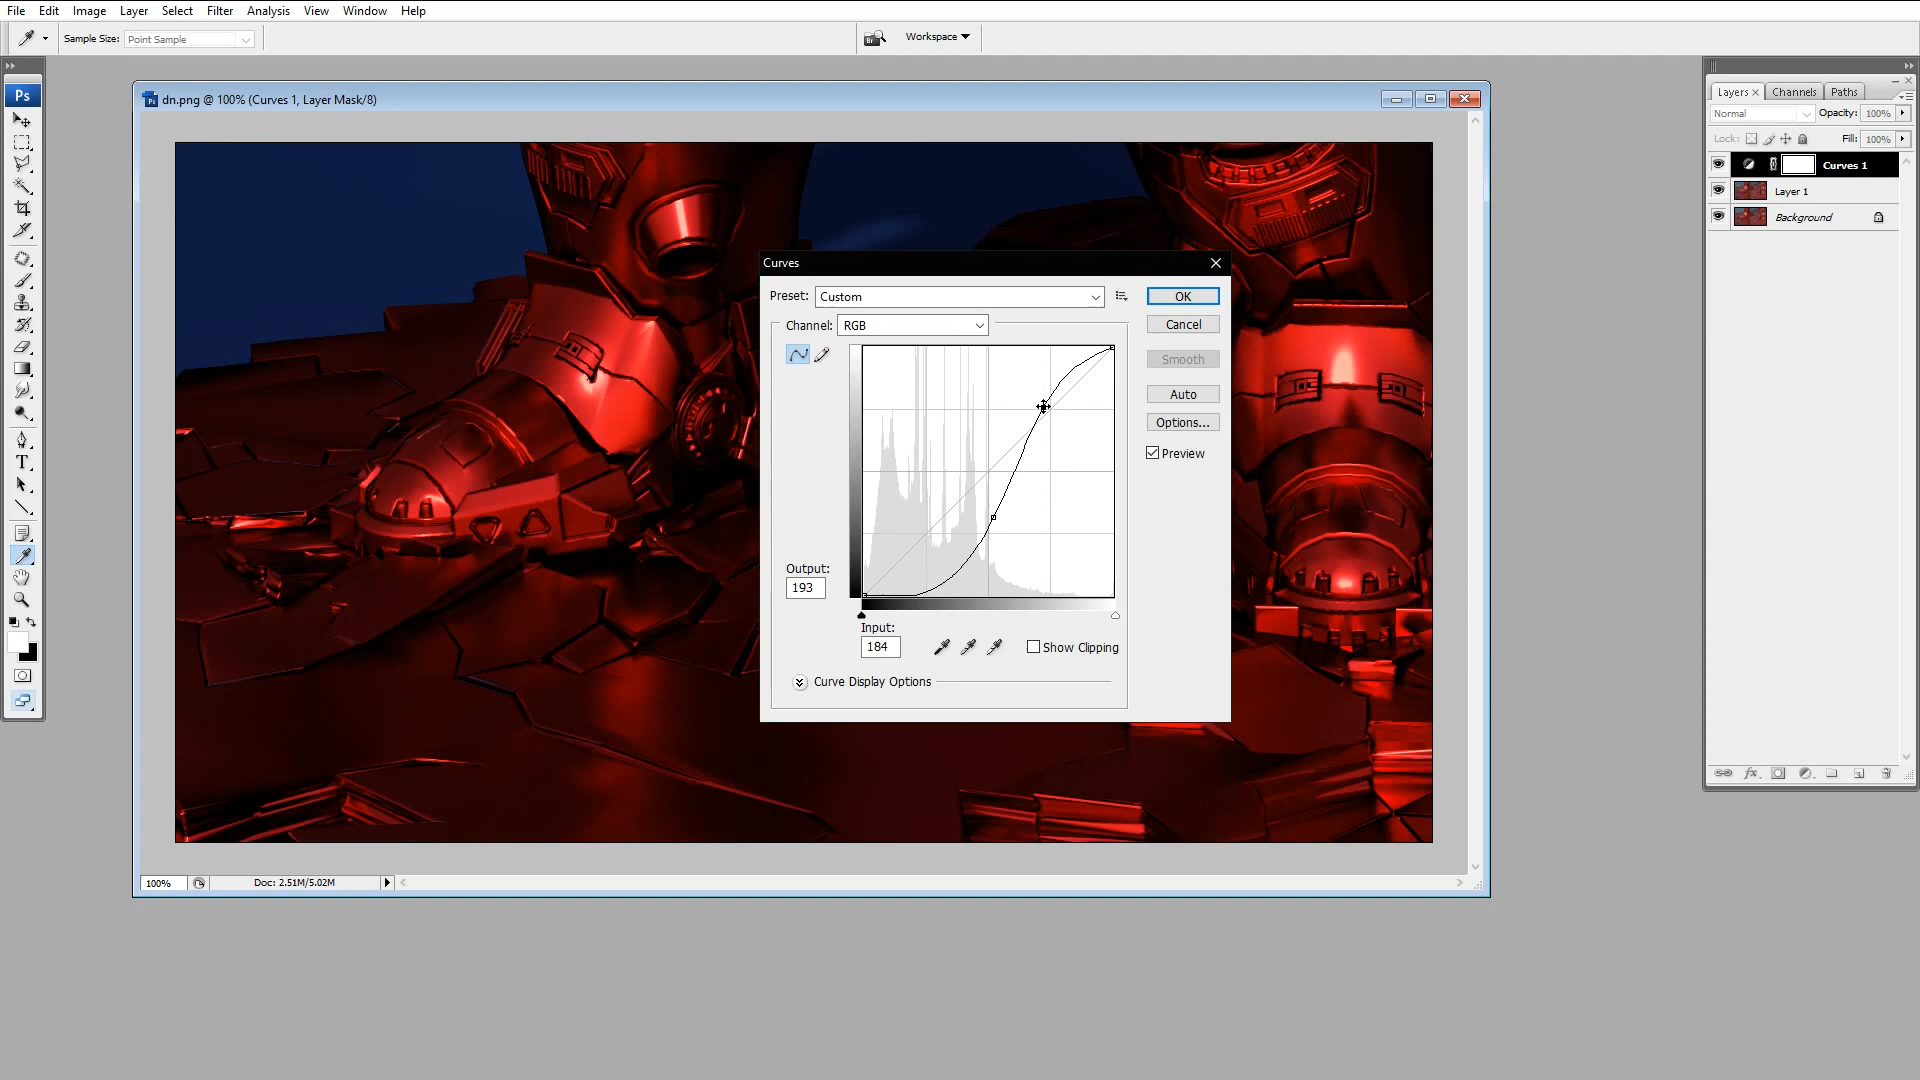 File Edit Image Layer Select Filter Analysis View Window Help
Sample Size: Point Sample
Br
Workspace
Ps
dn.png @ 100% (Curves 1, Layer Mask/8)
Layers Channels Paths
Normal Opacity: 100%
Lock: Fill: 100%
Curves 1
Layer 1
Background
T
fx
Curves
Preset: Custom
Channel: RGB
OK
Cancel
Smooth
Auto
Options...
Preview
Output:
193
Input:
184
Show Clipping
Curve Display Options
100% Doc: 2.51M/5.02M